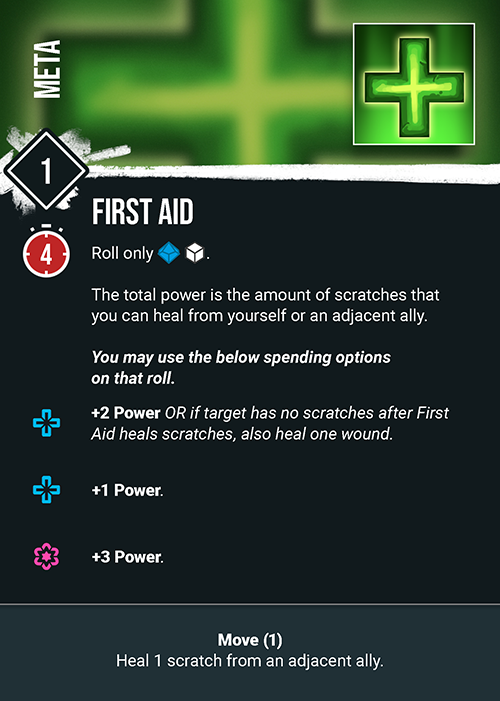 META
1
FIRST AID
4
Roll only .
The total power is the amount of scratches that
you can heal from yourself or an adjacent ally.
You may use the below spending options
on that roll.
+2 Power OR if target has no scratches after First
Aid heals scratches, also heal one wound.
+1 Power.
+3 Power.
Move (1)
Heal 1 scratch from an adjacent ally.